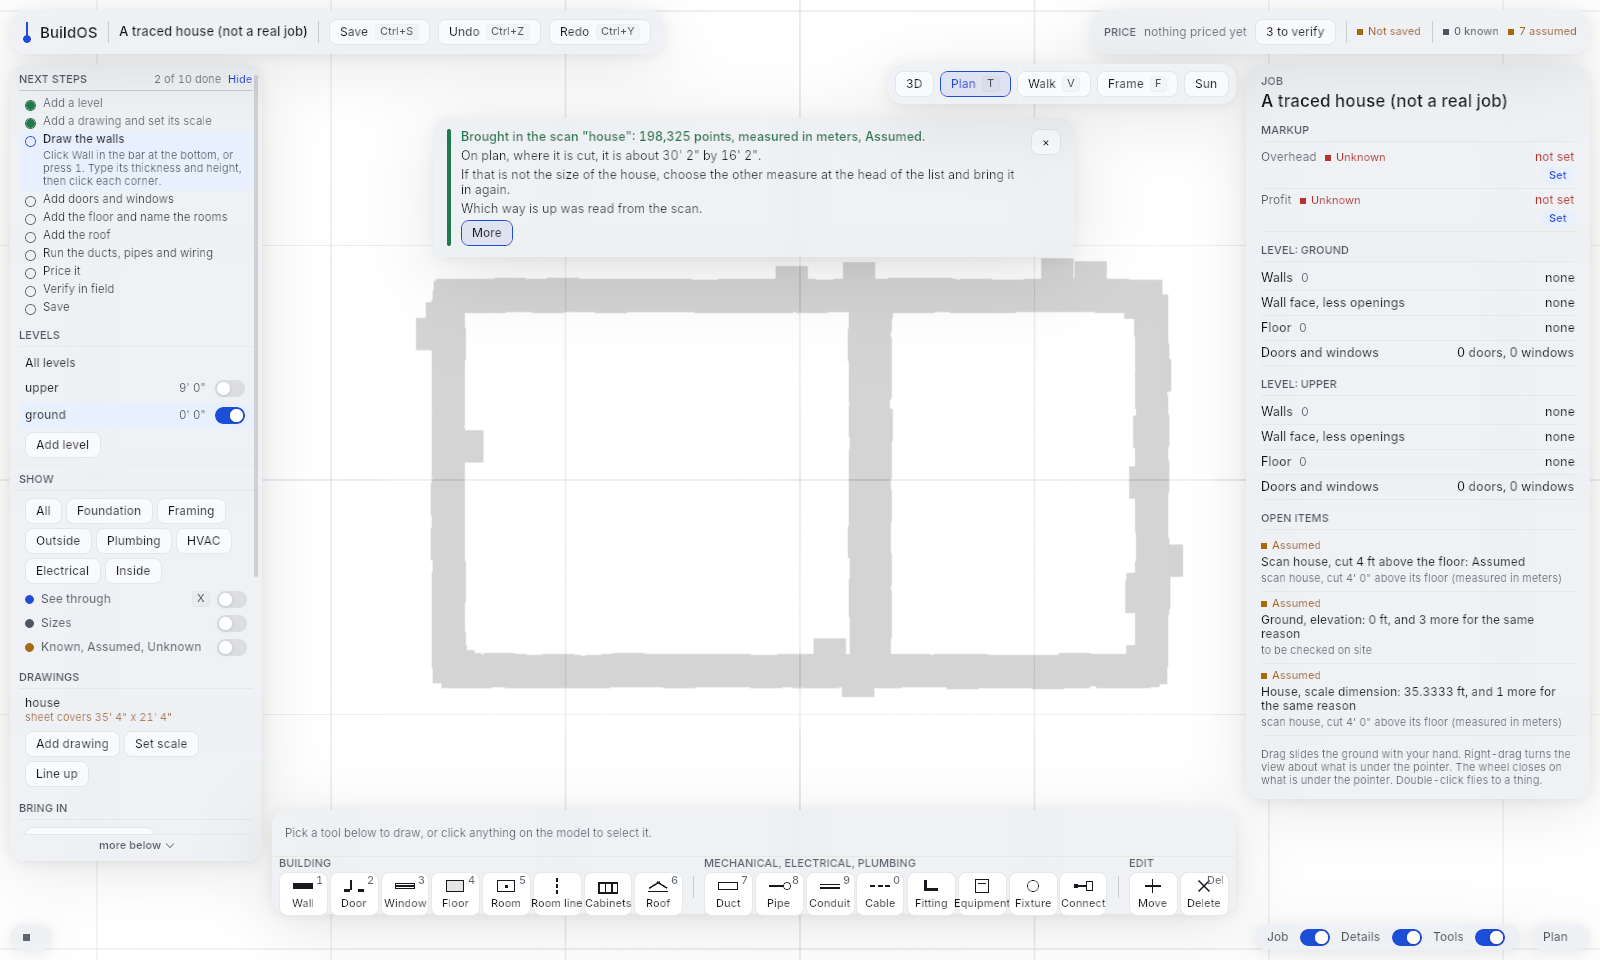 BuildOS
A traced house (not a real job)
Save Ctrl+S
Undo Ctrl+Z
Redo Ctrl+Y
PRICE nothing priced yet
3 to verify
Not saved
0 known
7 assumed
NEXT STEPS 2 of 10 done Hide
Add a level
Add a drawing and set its scale
Draw the walls
Click Wall in the bar at the bottom, or
press 1. Type its thickness and height,
then click each corner.
Add doors and windows
Add the floor and name the rooms
Add the roof
Run the ducts, pipes and wiring
Price it
Verify in field
Save
LEVELS
All levels
upper 9' 0"
ground 0' 0"
Add level
SHOW
All Foundation Framing
Outside Plumbing HVAC
Electrical Inside
See through X
Sizes
Known, Assumed, Unknown
DRAWINGS
house
sheet covers 35' 4" x 21' 4"
Add drawing Set scale
Line up
BRING IN
more below
3D
Plan T
Walk V
Frame F
Sun
Brought in the scan "house": 198,325 points, measured in meters, Assumed.
On plan, where it is cut, it is about 30' 2" by 16' 2".
If that is not the size of the house, choose the other measure at the head of the list and bring it
in again.
Which way is up was read from the scan.
More
×
JOB
A traced house (not a real job)
MARKUP
Overhead Unknown not set
Set
Profit Unknown not set
Set
LEVEL: GROUND
Walls 0 none
Wall face, less openings none
Floor 0 none
Doors and windows 0 doors, 0 windows
LEVEL: UPPER
Walls 0 none
Wall face, less openings none
Floor 0 none
Doors and windows 0 doors, 0 windows
OPEN ITEMS
Assumed
Scan house, cut 4 ft above the floor: Assumed
scan house, cut 4' 0" above its floor (measured in meters)
Assumed
Ground, elevation: 0 ft, and 3 more for the same
reason
to be checked on site
Assumed
House, scale dimension: 35.3333 ft, and 1 more for
the same reason
scan house, cut 4' 0" above its floor (measured in meters)
Drag slides the ground with your hand. Right-drag turns the
view about what is under the pointer. The wheel closes on
what is under the pointer. Double-click flies to a thing.
Pick a tool below to draw, or click anything on the model to select it.
BUILDING
1 Wall
2 Door
3 Window
4 Floor
5 Room
Room line
Cabinets
6 Roof
MECHANICAL, ELECTRICAL, PLUMBING
7 Duct
8 Pipe
9 Conduit
0 Cable
Fitting
Equipment
Fixture
Connect
EDIT
Move
Del Delete
Job Details Tools Plan